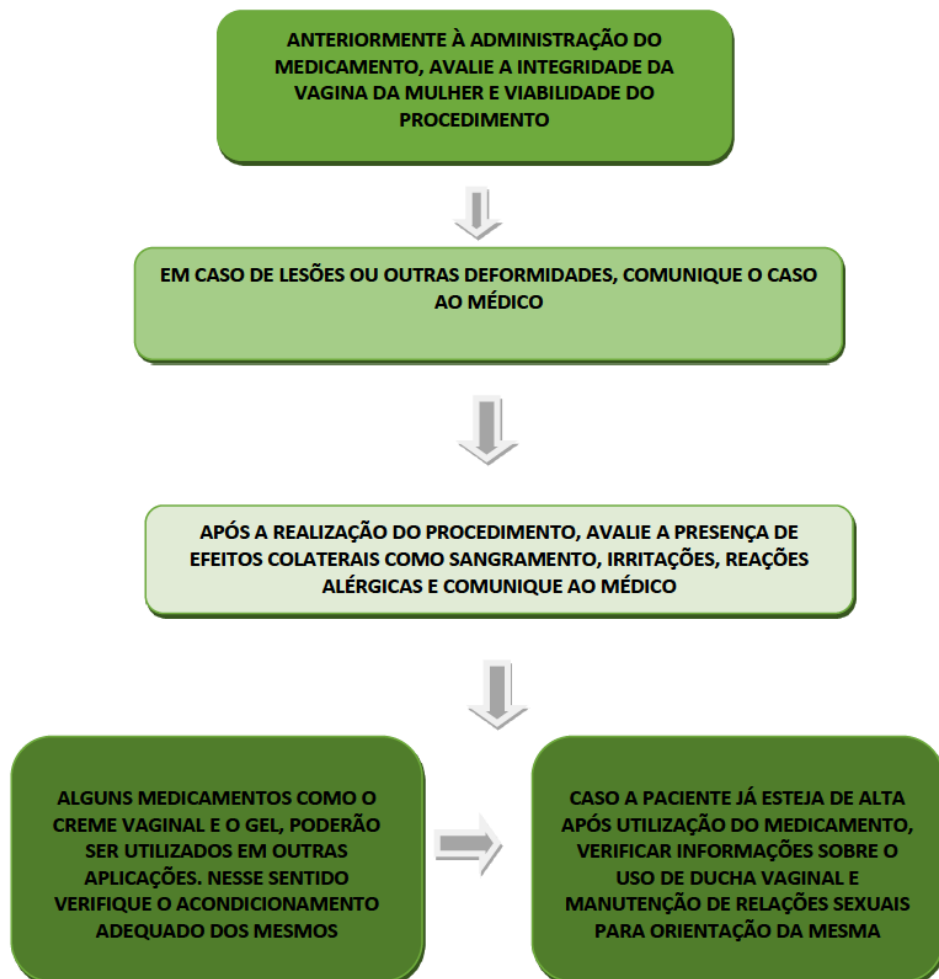 ANTERIORMENTE À ADMINISTRAÇÃO DO
MEDICAMENTO, AVALIE A INTEGRIDADE DA
VAGINA DA MULHER E VIABILIDADE DO
PROCEDIMENTO
EM CASO DE LESÕES OU OUTRAS DEFORMIDADES, COMUNIQUE O CASO
AO MÉDICO
APÓS A REALIZAÇÃO DO PROCEDIMENTO, AVALIE A PRESENÇA DE
EFEITOS COLATERAIS COMO SANGRAMENTO, IRRITAÇÕES, REAÇÕES
ALÉRGICAS E COMUNIQUE AO MÉDICO
ALGUNS MEDICAMENTOS COMO O
CREME VAGINAL E O GEL, PODERÃO
SER UTILIZADOS EM OUTRAS
APLICAÇÕES. NESSE SENTIDO
VERIFIQUE O ACONDICIONAMENTO
ADEQUADO DOS MESMOS
CASO A PACIENTE JÁ ESTEJA DE ALTA
APÓS UTILIZAÇÃO DO MEDICAMENTO,
VERIFICAR INFORMAÇÕES SOBRE O
USO DE DUCHA VAGINAL E
MANUTENÇÃO DE RELAÇÕES SEXUAIS
PARA ORIENTAÇÃO DA MESMA